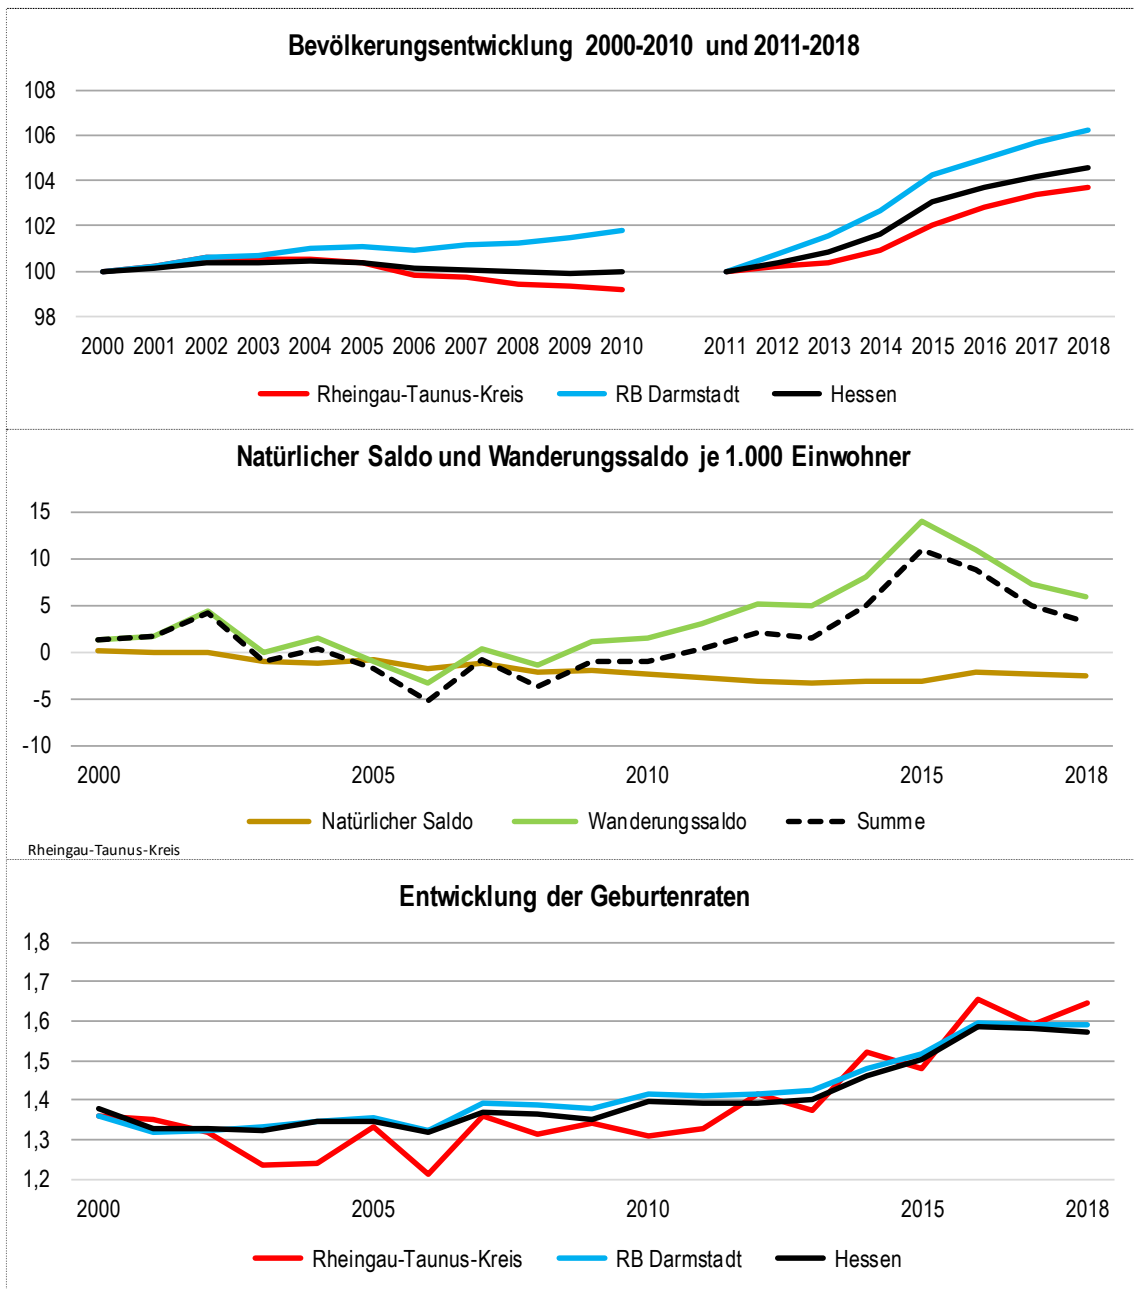 Bevölkerungsentwicklung 2000-2010 und 2011-2018
108
106
104
102
100
98
2000 2001 2002 2003 2004 2005 2006 2007 2008 2009 2010 2011 2012 2013 2014 2015 2016 2017 2018
Rheingau-Taunus-Kreis RB Darmstadt Hessen
Natürlicher Saldo und Wanderungssaldo je 1.000 Einwohner
15
10
5
0
-5
-10
2000 2005 2010 2015 2018
Natürlicher Saldo Wanderungssaldo Summe
Rheingau-Taunus-Kreis
Entwicklung der Geburtenraten
1,8
1,7
1,6
1,5
1,4
1,3
1,2
2000 2005 2010 2015 2018
Rheingau-Taunus-Kreis RB Darmstadt Hessen